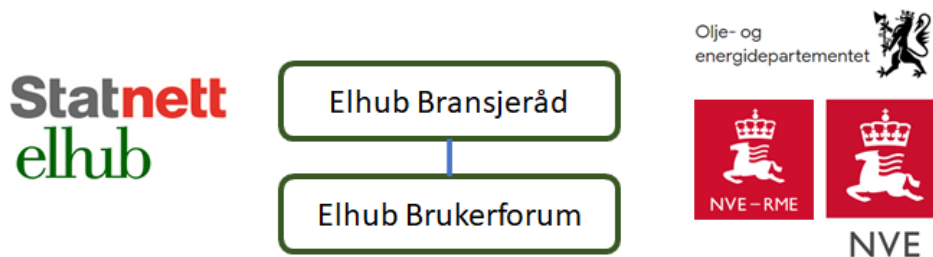 Statnett
elhub
Elhub Bransjeråd
Elhub Brukerforum
Olje- og
energidepartementet
NVE – RME
NVE